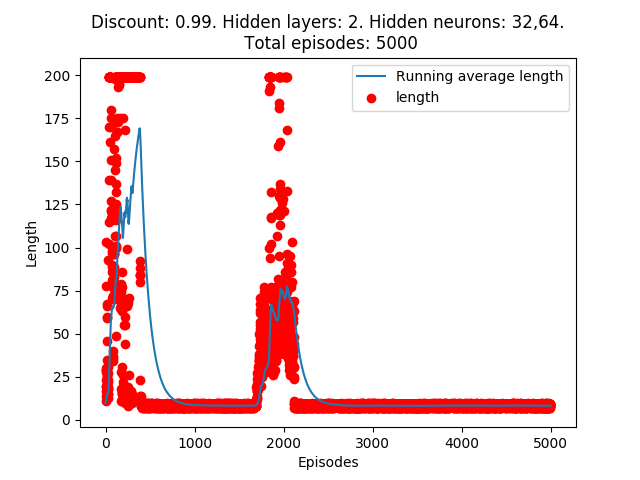 Discount: 0.99. Hidden layers: 2. Hidden neurons: 32,64.
Total episodes: 5000
Running average length
length
Length
200
175
150
125
100
75
50
25
0
0 1000 2000 3000 4000 5000
Episodes